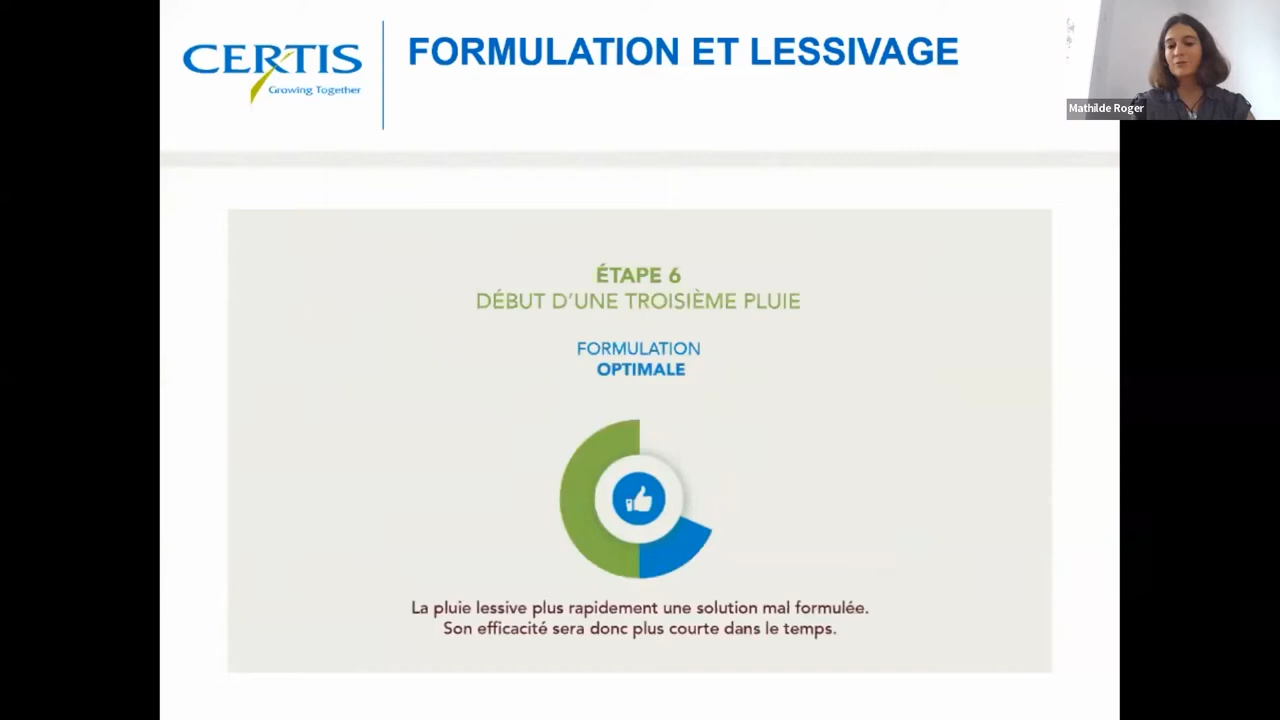 CERTIS
Growing Together
FORMULATION ET LESSIVAGE
Mathilde Roger
ÉTAPE 6
DÉBUT D'UNE TROISIÈME PLUIE
FORMULATION
OPTIMALE
La pluie lessive plus rapidement une solution mal formulée.
Son efficacité sera donc plus courte dans le temps.